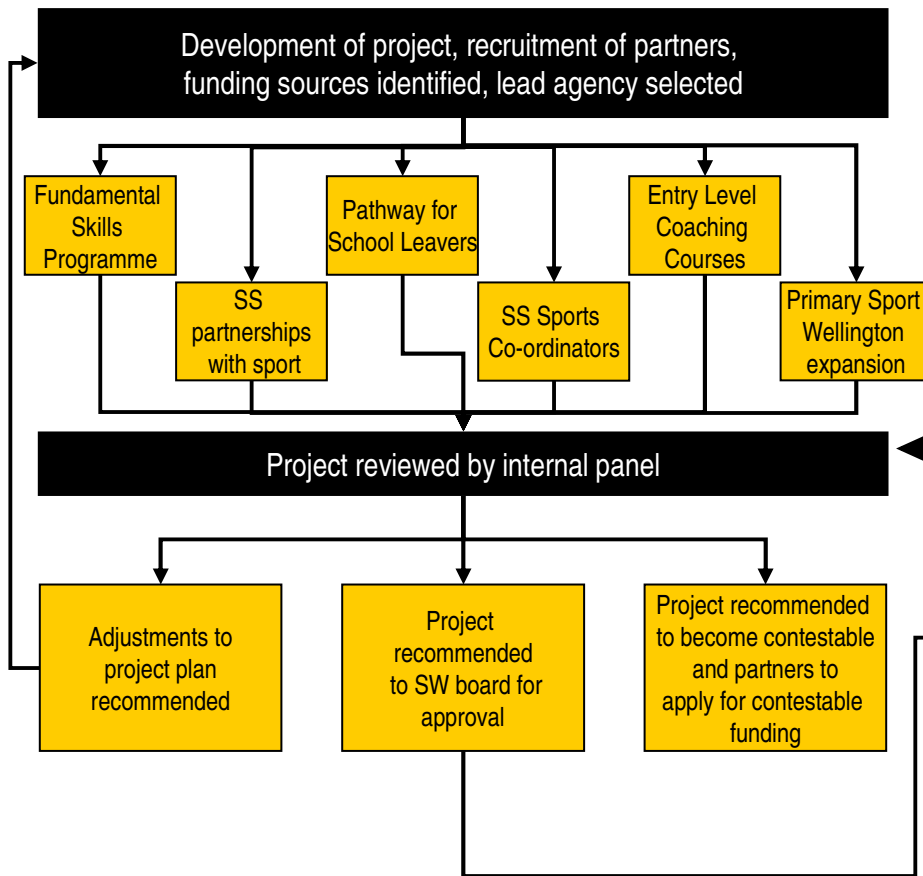 Development of project, recruitment of partners,
funding sources identified, lead agency selected
Fundamental
Skills
Programme
Pathway for
School Leavers
Entry Level
Coaching
Courses
SS
partnerships
with sport
SS Sports
Co-ordinators
Primary Sport
Wellington
expansion
Project reviewed by internal panel
Adjustments to
project plan
recommended
Project
recommended
to SW board for
approval
Project recommended
to become contestable
and partners to
apply for contestable
funding